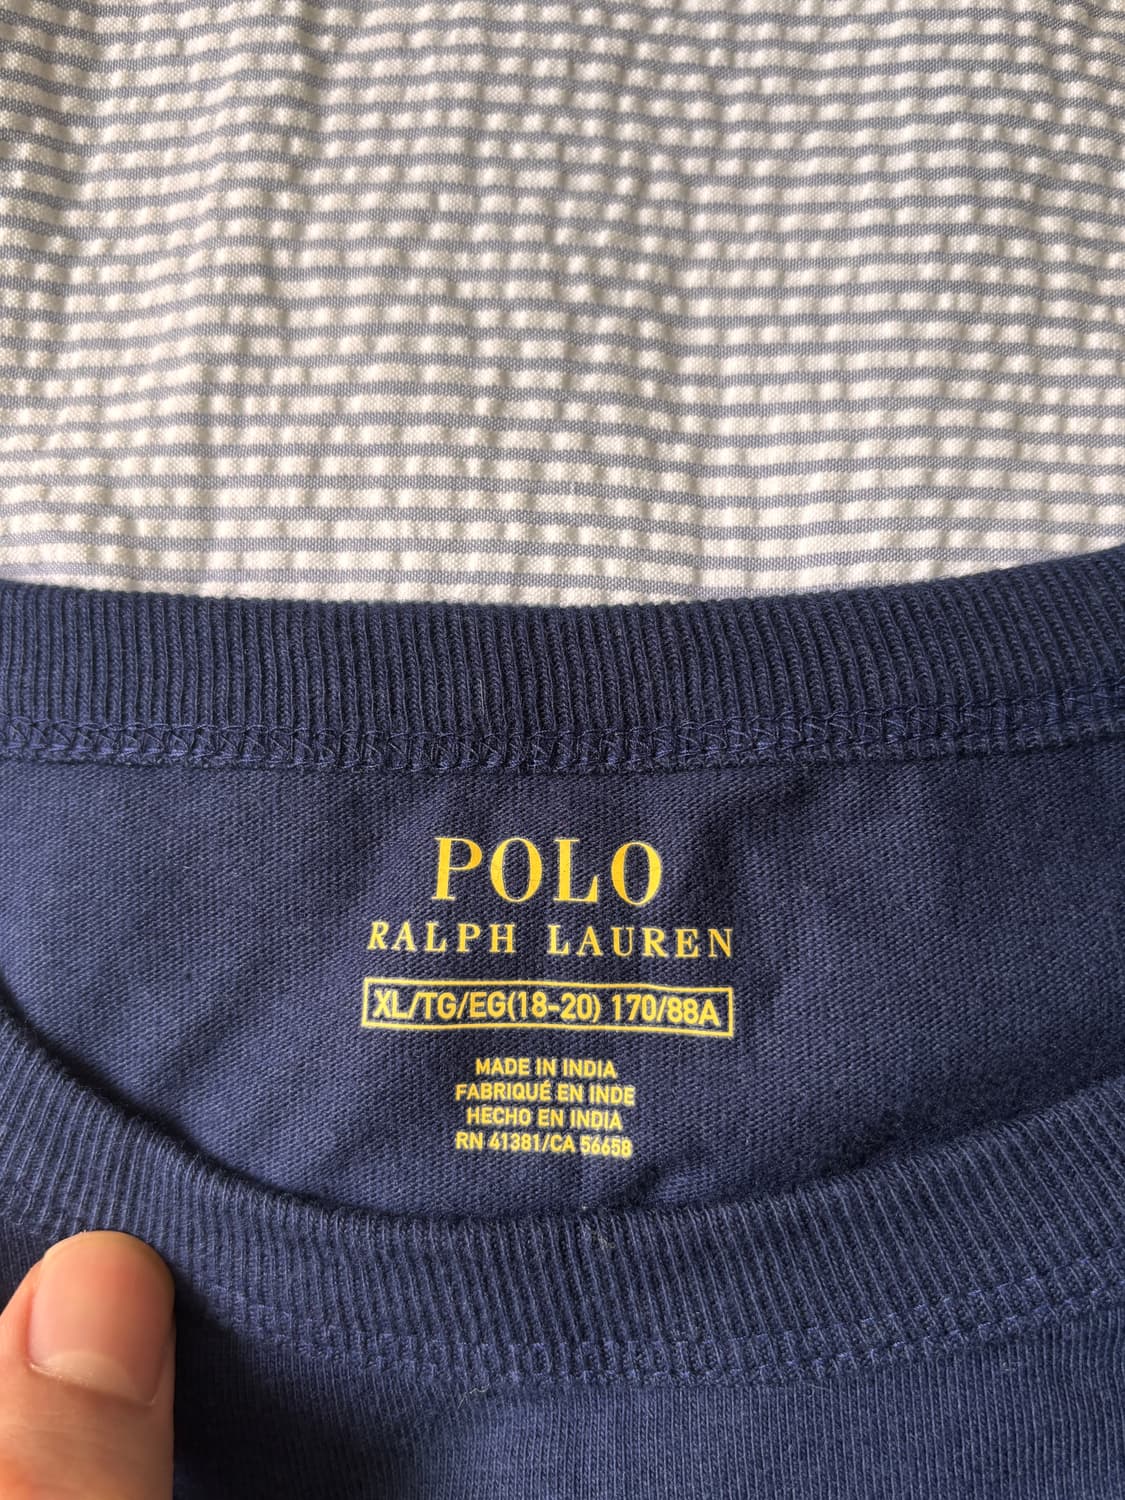 POLO
RALPH LAUREN
XL/TG/EG(18-20) 170/88A
MADE IN INDIA
FABRIQUÉ EN INDE
HECHO EN INDIA
RN 41381/CA 56658